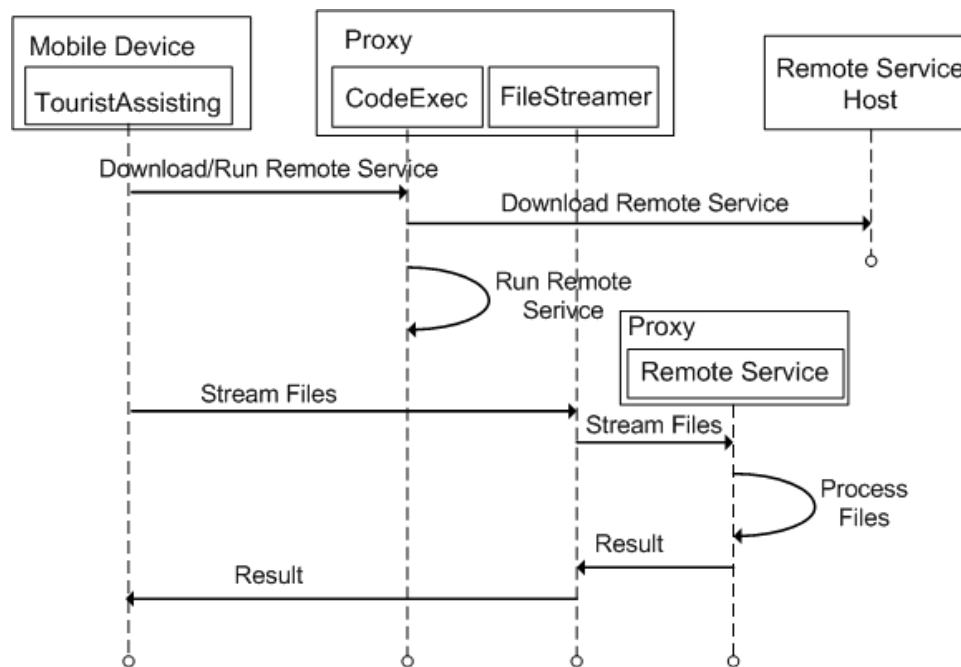 Mobile Device
TouristAssisting
Proxy
CodeExec
FileStreamer
Remote Service
Host
Download/Run Remote Service
Download Remote Service
Run Remote
Serivce
Proxy
Remote Service
Stream Files
Stream Files
Process
Files
Result
Result